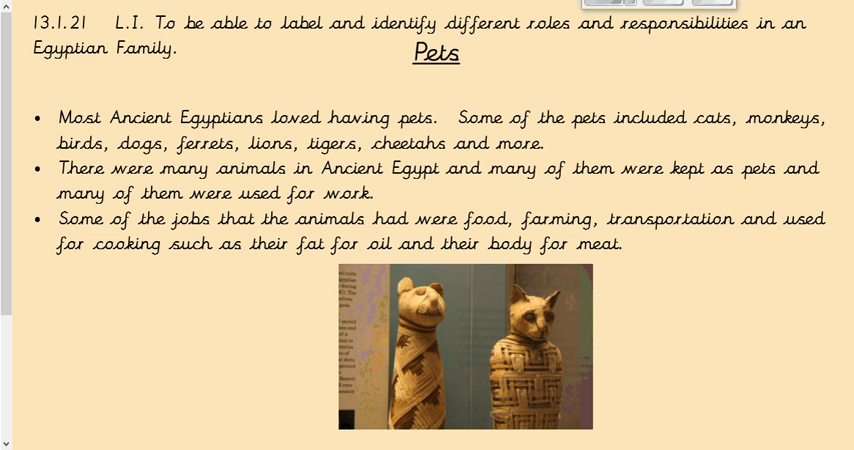 13.1.21 L.I. To be able to label and identify different roles and responsibilities in an
Egyptian Family.
Pets
• Most Ancient Egyptians loved having pets. Some of the pets included cats, monkeys,
birds, dogs, ferrets, lions, tigers, cheetahs and more.
• There were many animals in Ancient Egypt and many of them were kept as pets and
many of them were used for work.
• Some of the jobs that the animals had were food, farming, transportation and used
for cooking such as their fat for oil and their body for meat.